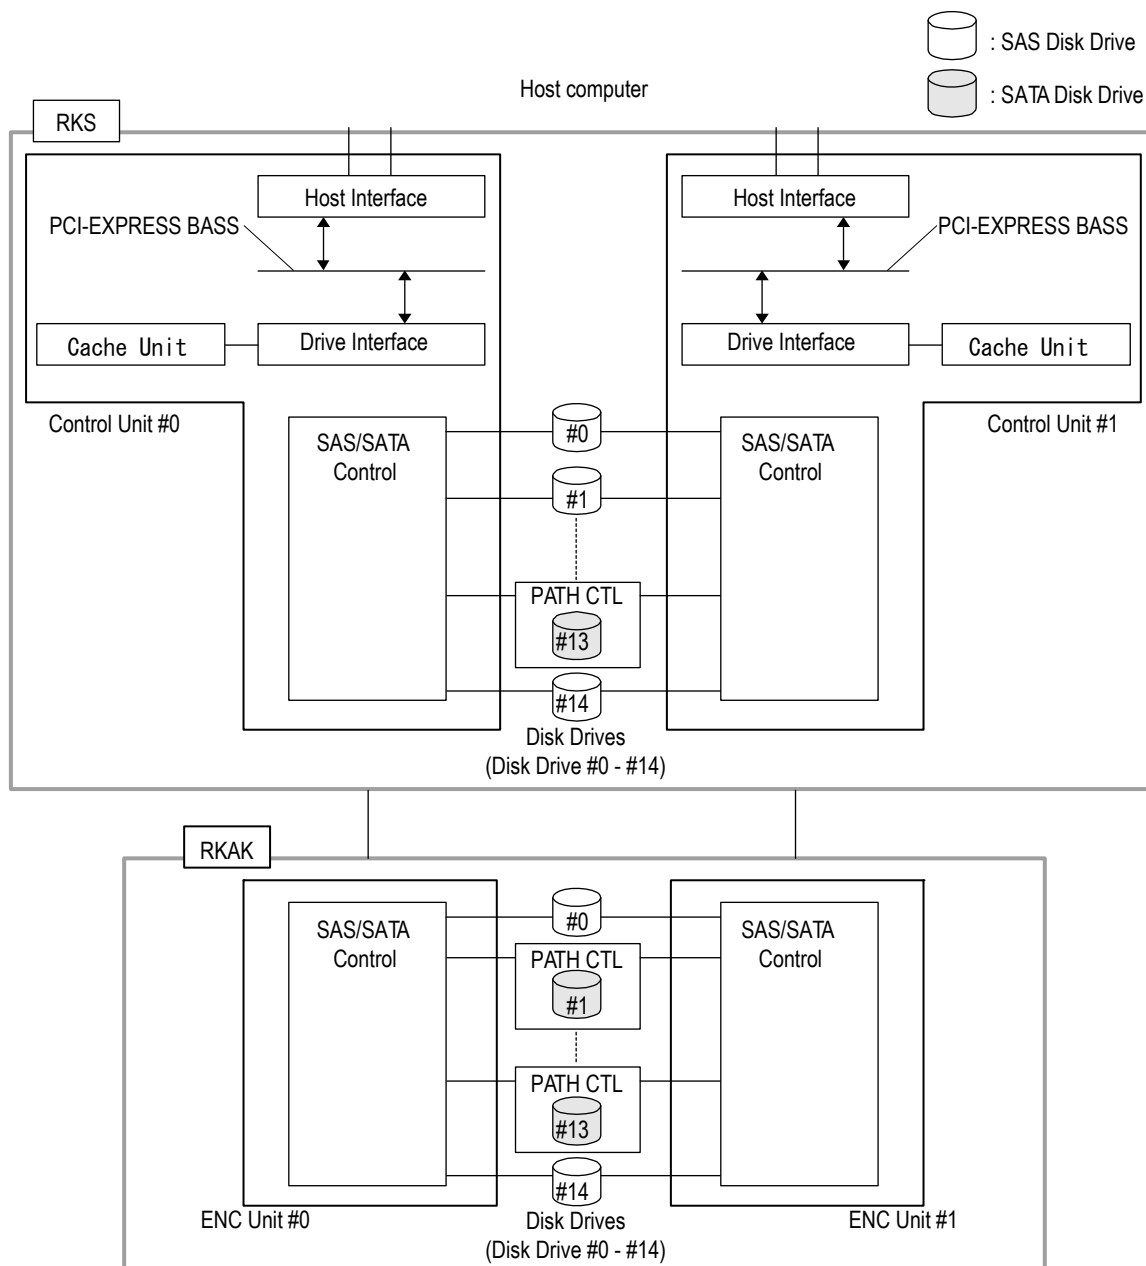 : SAS Disk Drive
: SATA Disk Drive
Host computer
RKS
Host Interface
Host Interface
PCI-EXPRESS BASS
PCI-EXPRESS BASS
Cache Unit
Drive Interface
Drive Interface
Cache Unit
Control Unit #0
Control Unit #1
SAS/SATA
Control
#0
SAS/SATA
Control
#1
PATH CTL
#13
#14
Disk Drives
(Disk Drive #0 - #14)
RKAK
SAS/SATA
Control
#0
SAS/SATA
Control
PATH CTL
#1
PATH CTL
#13
#14
ENC Unit #0
Disk Drives
(Disk Drive #0 - #14)
ENC Unit #1